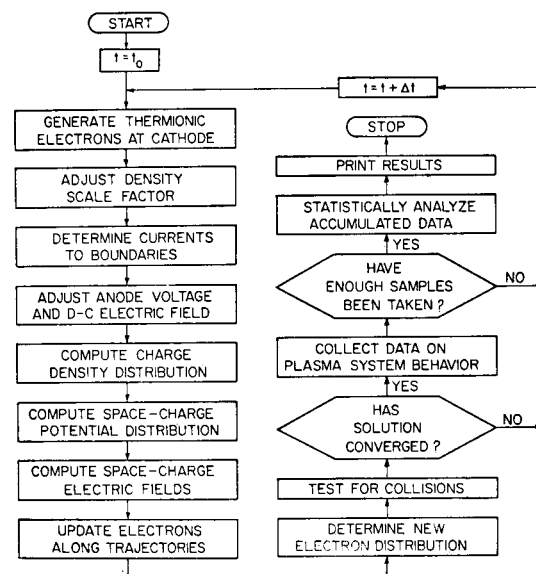 START
t = t₀
t = t + Δt
GENERATE THERMIONIC
ELECTRONS AT CATHODE
ADJUST DENSITY
SCALE FACTOR
DETERMINE CURRENTS
TO BOUNDARIES
ADJUST ANODE VOLTAGE
AND D-C ELECTRIC FIELD
COMPUTE CHARGE
DENSITY DISTRIBUTION
COMPUTE SPACE-CHARGE
POTENTIAL DISTRIBUTION
COMPUTE SPACE-CHARGE
ELECTRIC FIELDS
UPDATE ELECTRONS
ALONG TRAJECTORIES
STOP
PRINT RESULTS
STATISTICALLY ANALYZE
ACCUMULATED DATA
YES
HAVE
ENOUGH SAMPLES
BEEN TAKEN?
NO
COLLECT DATA ON
PLASMA SYSTEM BEHAVIOR
YES
HAS
SOLUTION
CONVERGED?
NO
TEST FOR COLLISIONS
DETERMINE NEW
ELECTRON DISTRIBUTION